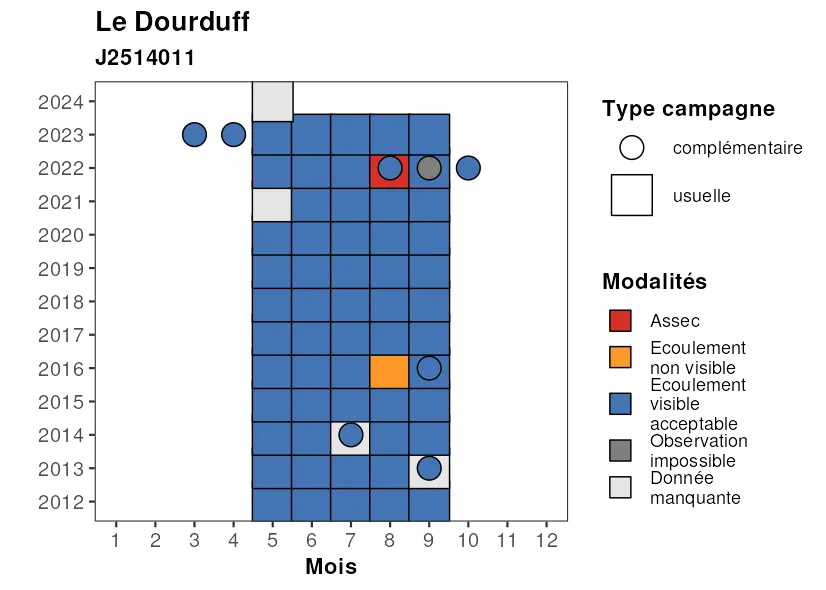 Le Dourduff
J2514011
2024
2023
2022
2021
2020
2019
2018
2017
2016
2015
2014
2013
2012
1 2 3 4 5 6 7 8 9 10 11 12
Mois
Type campagne
complémentaire
usuelle
Modalités
Assec
Ecoulement
non visible
Ecoulement
visible
acceptable
Observation
impossible
Donnée
manquante